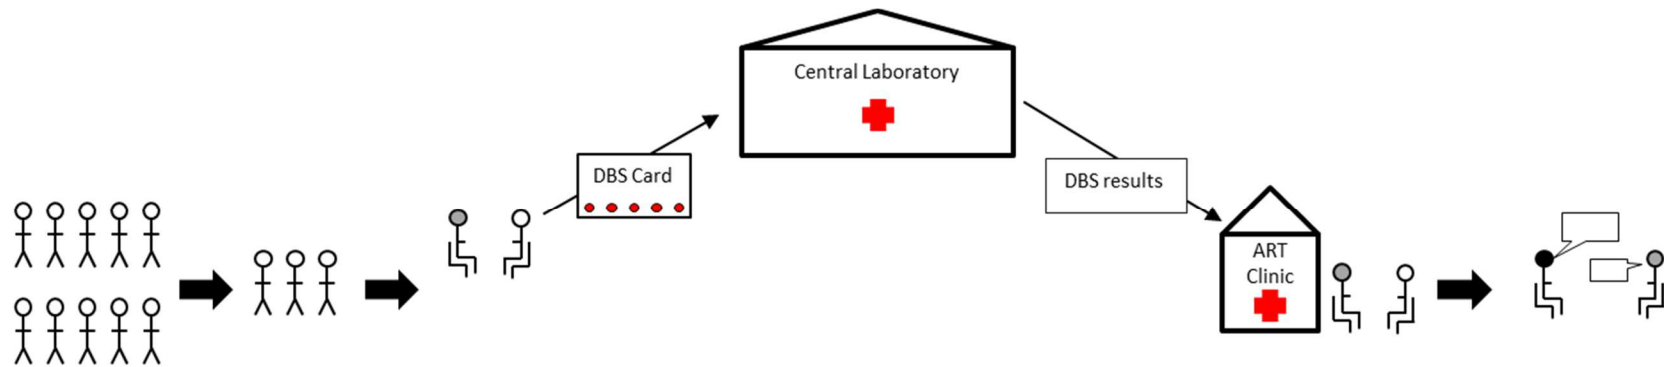 Central Laboratory
DBS Card
DBS results
ART
Clinic